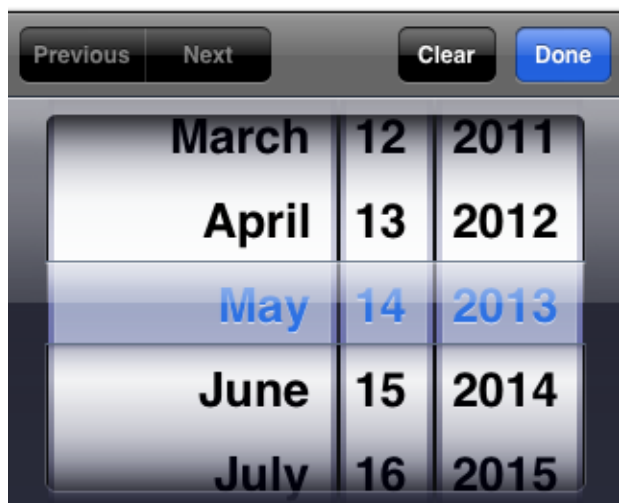 Previous Next Clear Done
March 12 2011
April 13 2012
May 14 2013
June 15 2014
July 16 2015